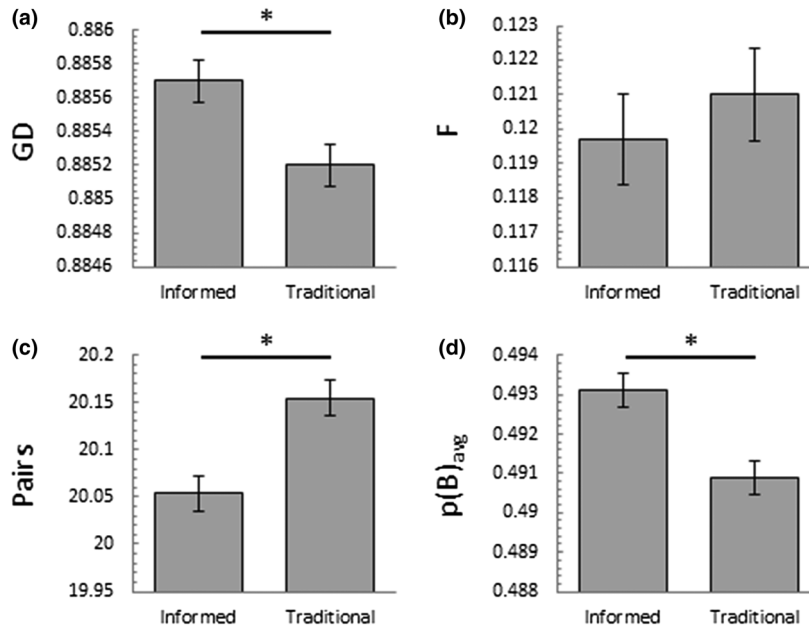 (a)
*
GD
0.886
0.8858
0.8856
0.8854
0.8852
0.885
0.8848
0.8846
Informed Traditional
(b)
F
0.123
0.122
0.121
0.12
0.119
0.118
0.117
0.116
Informed Traditional
(c)
*
Pairs
20.2
20.15
20.1
20.05
20
19.95
Informed Traditional
(d)
*
p(B)avg
0.494
0.493
0.492
0.491
0.49
0.489
0.488
Informed Traditional